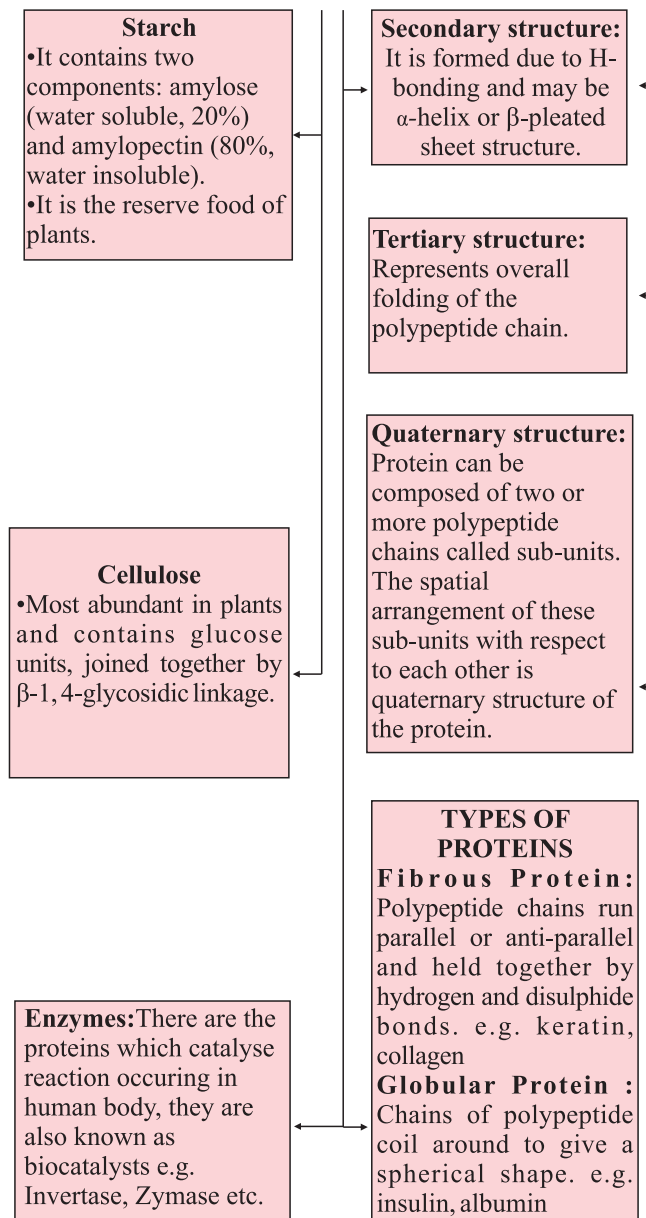 Starch
•It contains two
components: amylose
(water soluble, 20%)
and amylopectin (80%,
water insoluble).
•It is the reserve food of
plants.
Cellulose
•Most abundant in plants
and contains glucose
units, joined together by
β-1, 4-glycosidic linkage.
Enzymes:There are the
proteins which catalyse
reaction occuring in
human body, they are
also known as
biocatalysts e.g.
Invertase, Zymase etc.
Secondary structure:
It is formed due to H-
bonding and may be
α-helix or β-pleated
sheet structure.
Tertiary structure:
Represents overall
folding of the
polypeptide chain.
Quaternary structure:
Protein can be
composed of two or
more polypeptide
chains called sub-units.
The spatial
arrangement of these
sub-units with respect
to each other is
quaternary structure of
the protein.
TYPES OF
PROTEINS
Fibrous Protein:
Polypeptide chains run
parallel or anti-parallel
and held together by
hydrogen and disulphide
bonds. e.g. keratin,
collagen
Globular Protein :
Chains of polypeptide
coil around to give a
spherical shape. e.g.
insulin, albumin